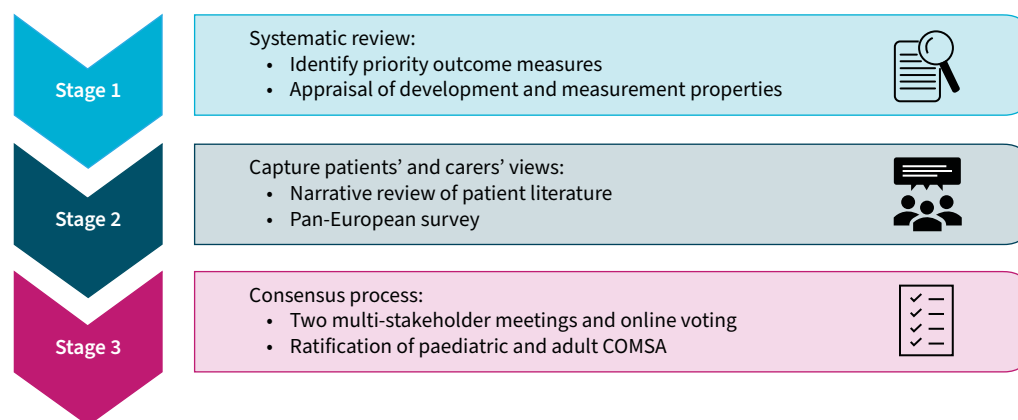 Stage 1
Systematic review:
• Identify priority outcome measures
• Appraisal of development and measurement properties
Stage 2
Capture patients’ and carers’ views:
• Narrative review of patient literature
• Pan-European survey
Stage 3
Consensus process:
• Two multi-stakeholder meetings and online voting
• Ratification of paediatric and adult COMSA